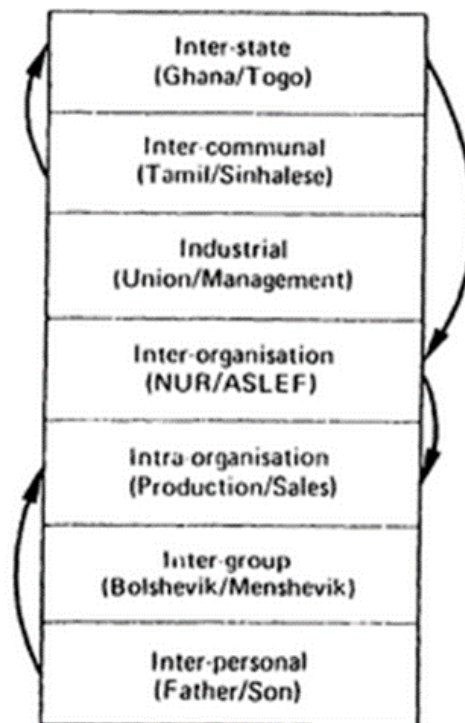 Inter-state
(Ghana/Togo)
Inter-communal
(Tamil/Sinhalese)
Industrial
(Union/Management)
Inter-organisation
(NUR/ASLEF)
Intra-organisation
(Production/Sales)
Inter-group
(Bolshevik/Menshevik)
Inter-personal
(Father/Son)